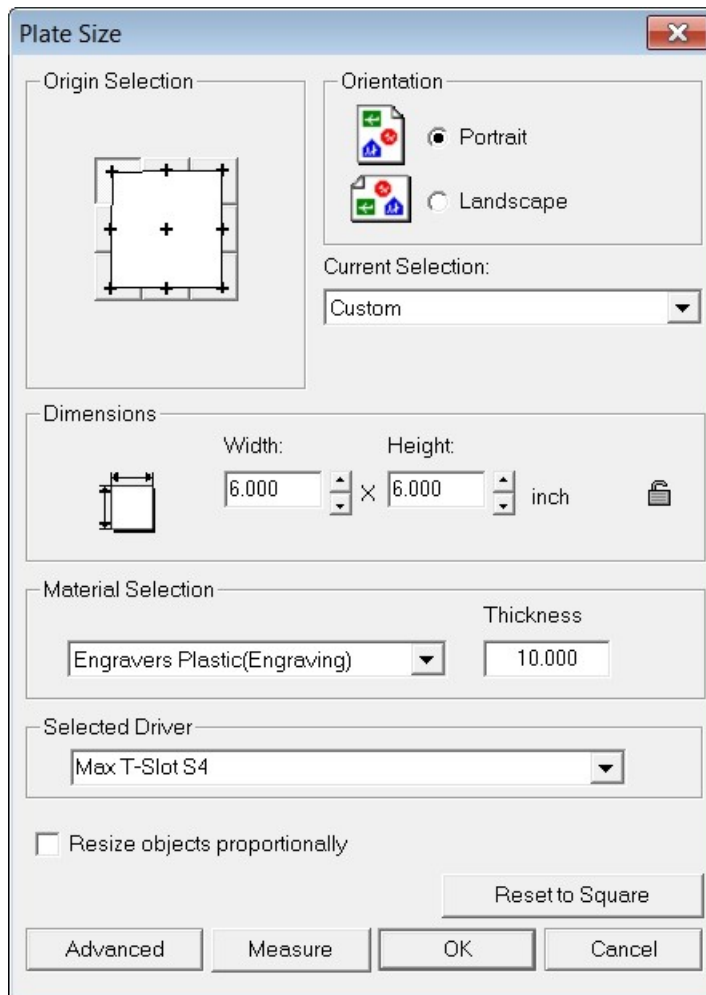 Plate Size
Origin Selection
Orientation
Portrait
Landscape
Current Selection:
Custom
Dimensions
Width:
Height:
6.000
X
6.000
inch
Material Selection
Thickness
Engravers Plastic(Engraving)
10.000
Selected Driver
Max T-Slot S4
Resize objects proportionally
Reset to Square
Advanced
Measure
OK
Cancel